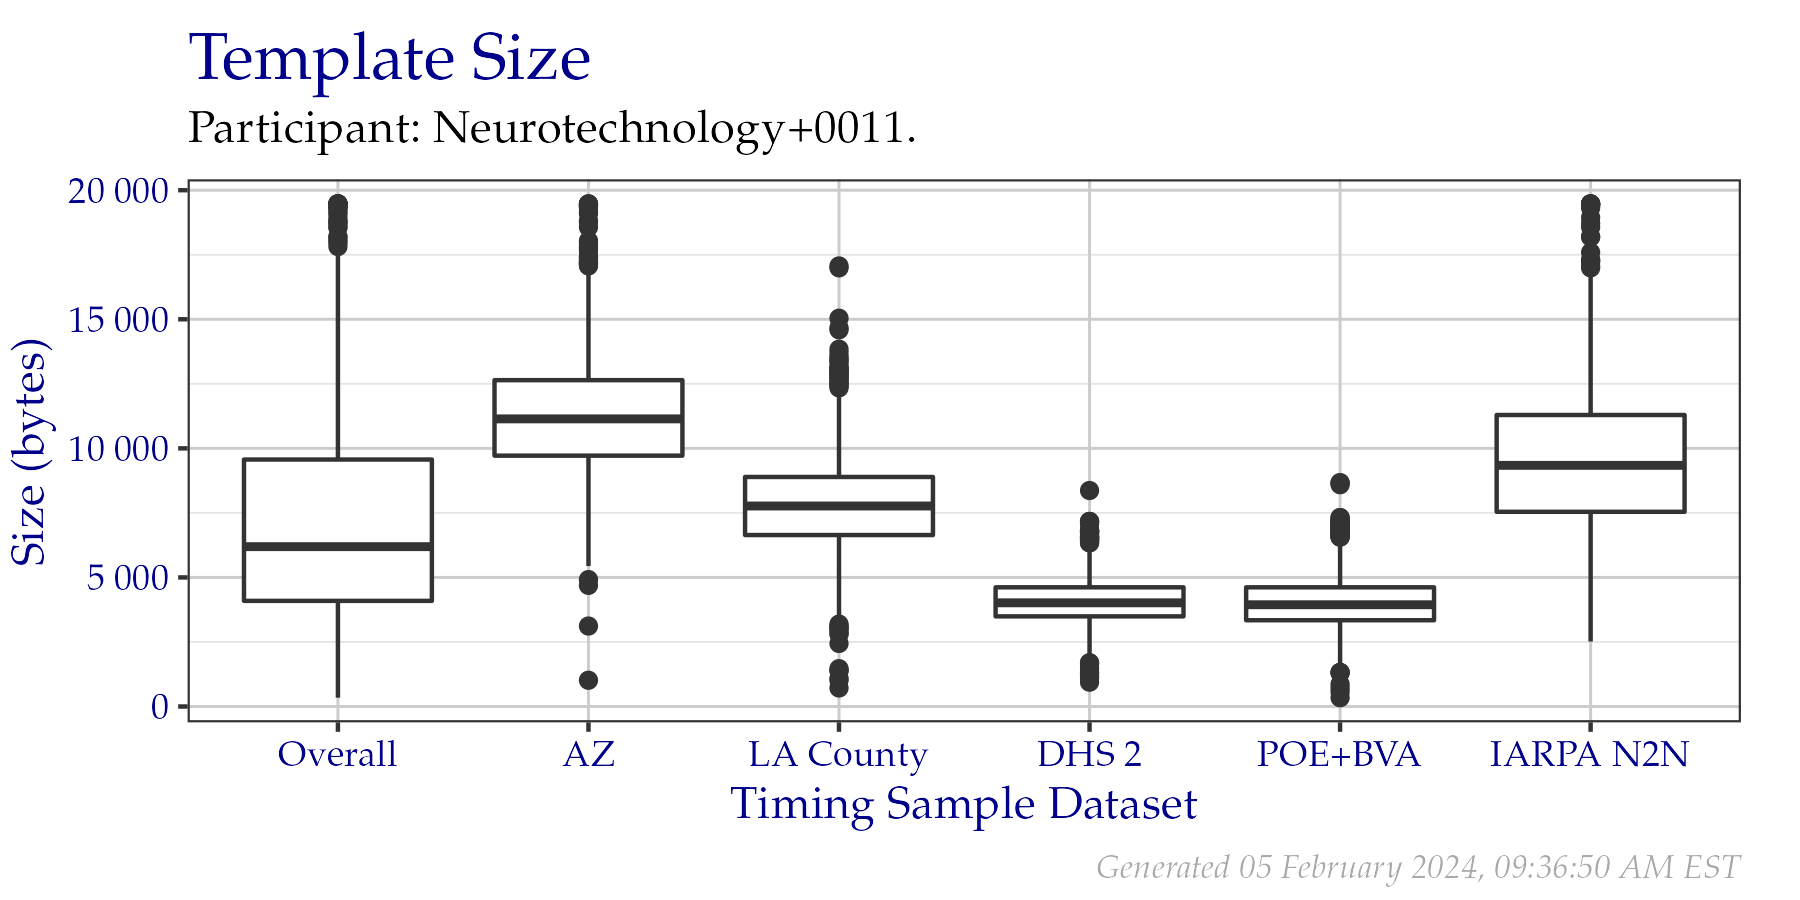 Template Size
Participant: Neurotechnology+0011.
20 000
15 000
10 000
5 000
0
Size (bytes)
Overall AZ LA County DHS 2 POE+BVA IARPA N2N
Timing Sample Dataset
Generated 05 February 2024, 09:36:50 AM EST